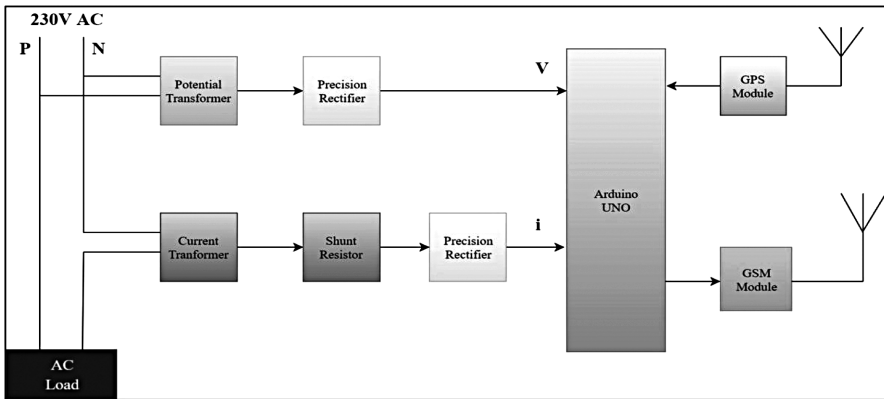 230V AC
P
N
Potential
Transformer
Precision
Rectifier
V
GPS
Module
Arduino
UNO
Current
Tranformer
Shunt
Resistor
Precision
Rectifier
i
GSM
Module
AC
Load